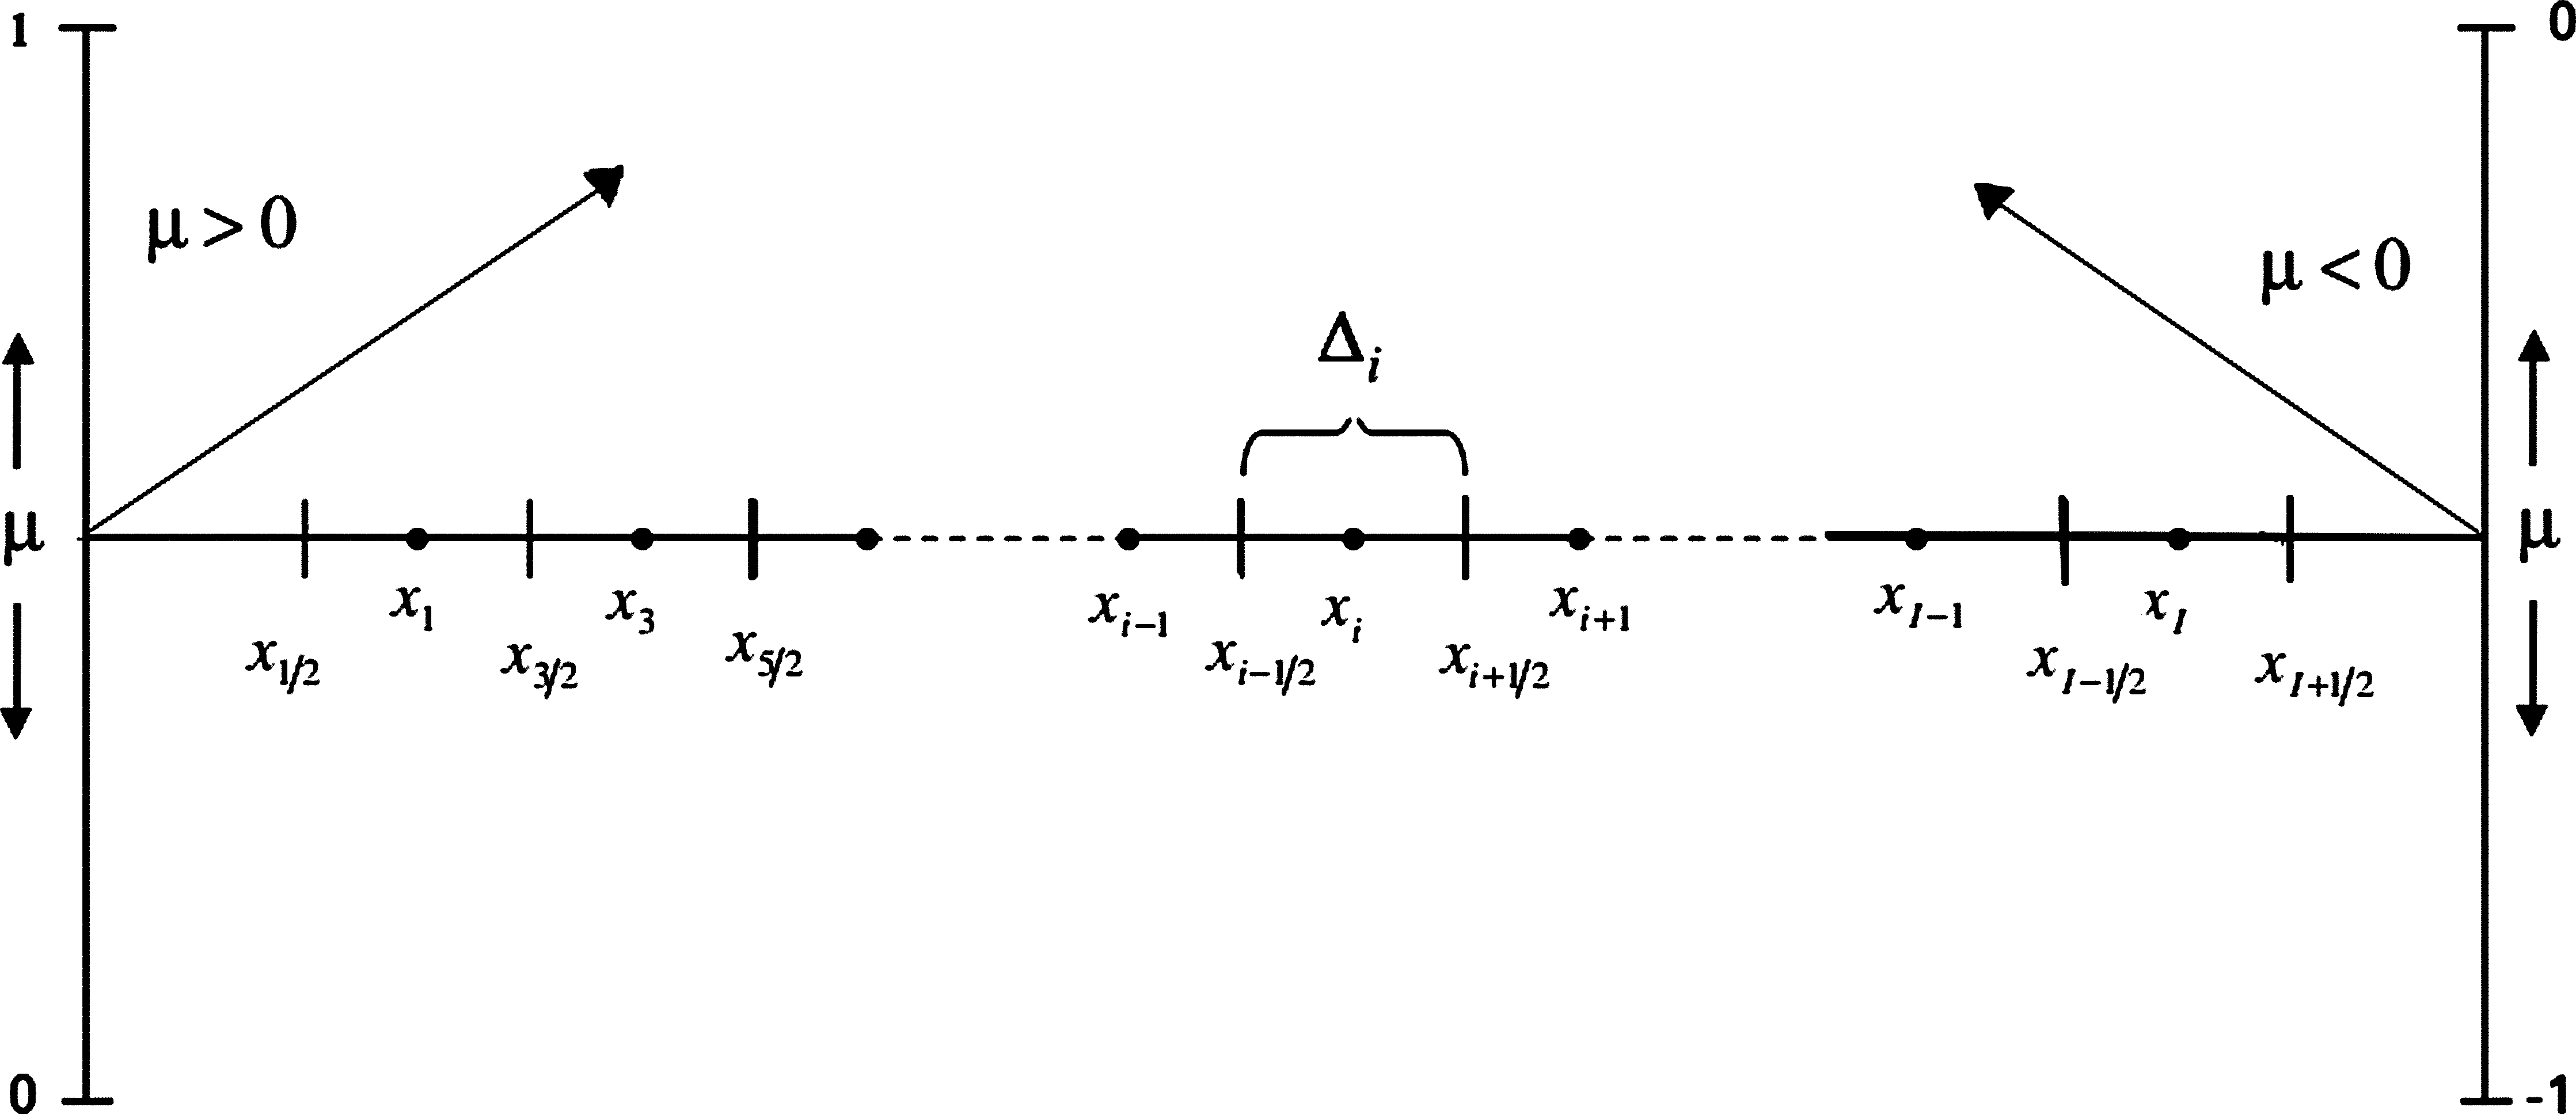 1
0
μ > 0
μ < 0
Δ_i
μ
μ
x_1
x_3
x_{i-1}
x_i
x_{i+1}
x_{I-1}
x_I
x_{1/2}
x_{3/2}
x_{5/2}
x_{i-1/2}
x_{i+1/2}
x_{I-1/2}
x_{I+1/2}
0
-1